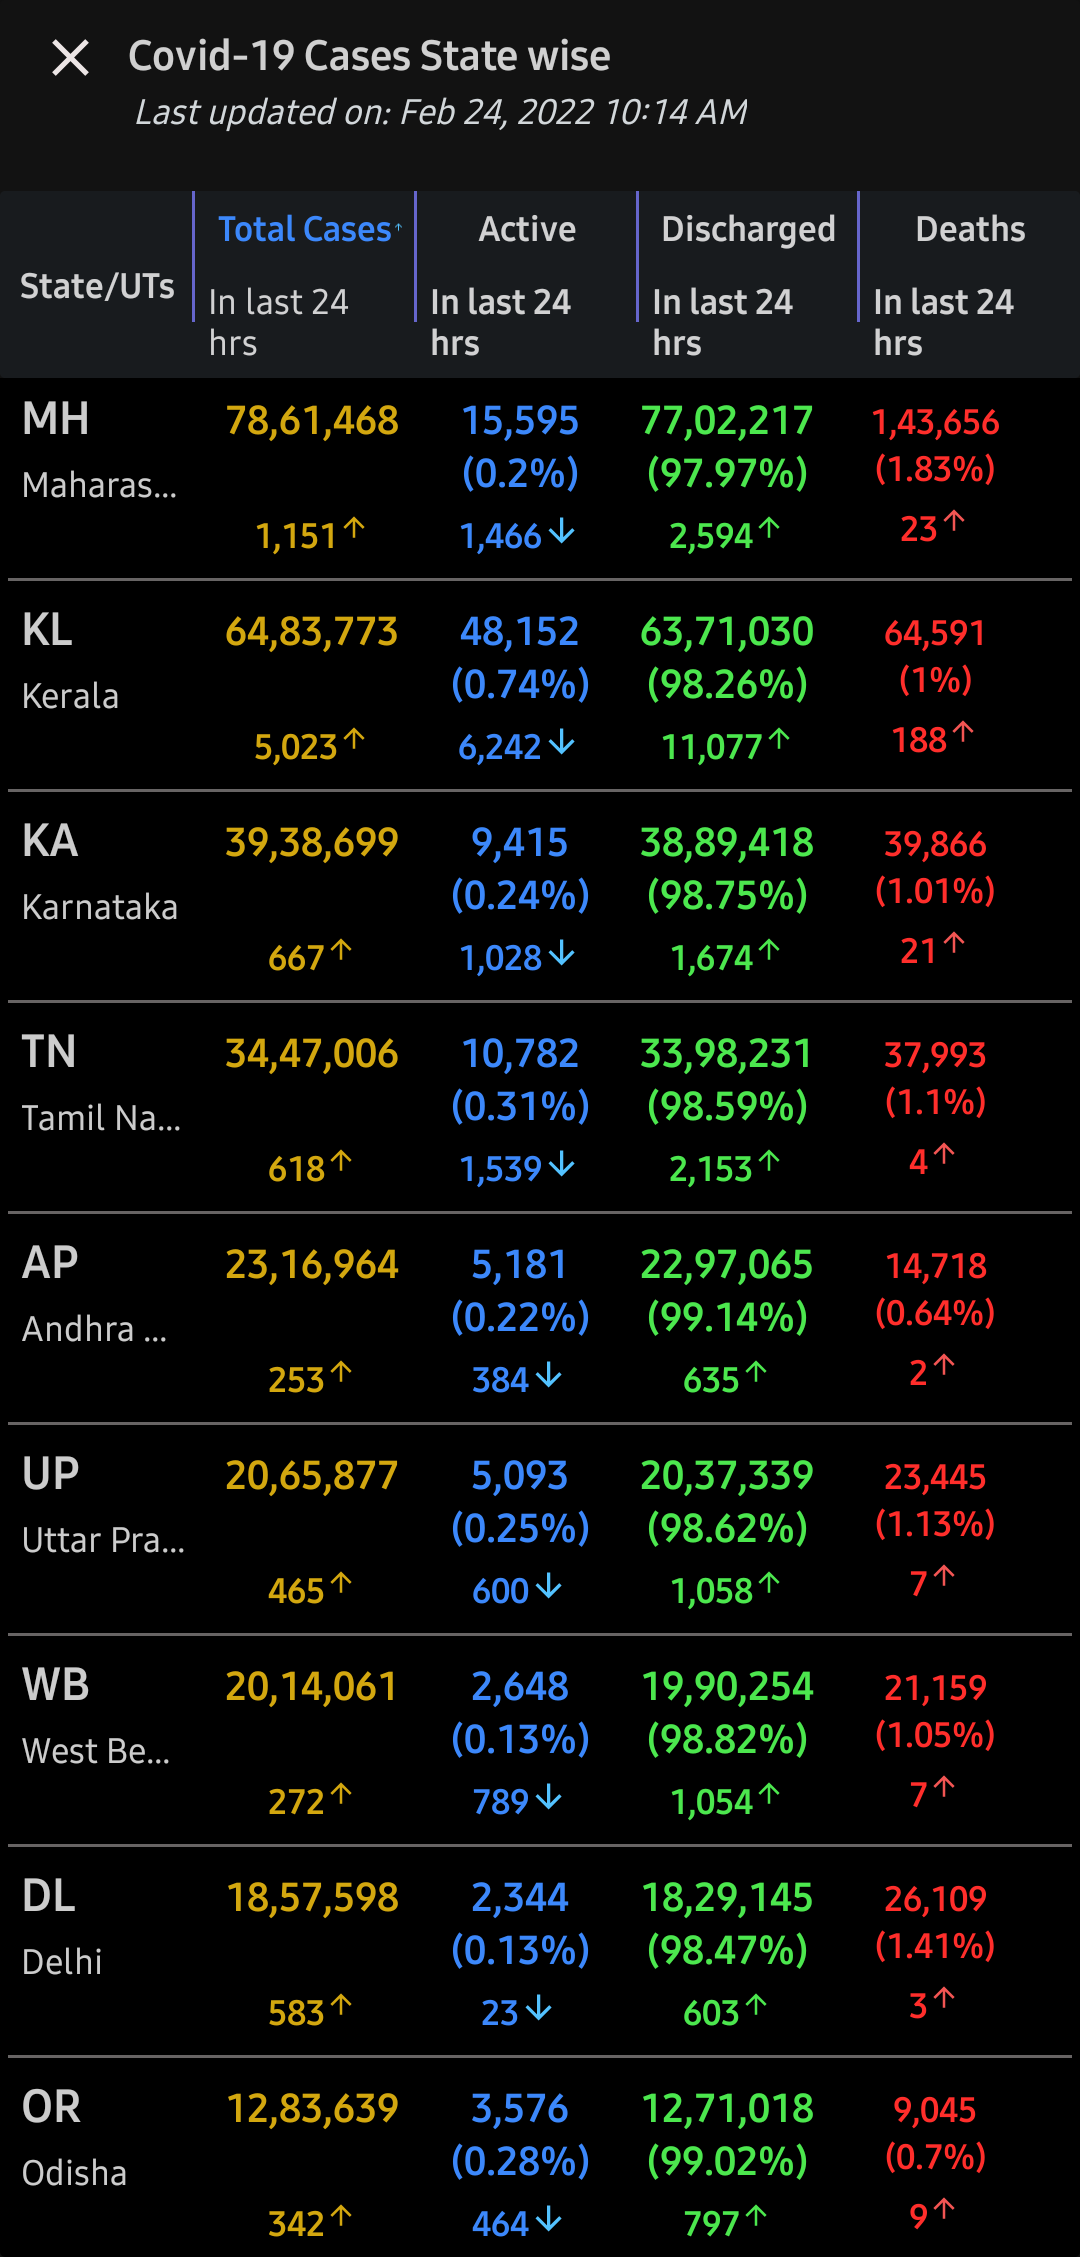 Covid-19 Cases State wise
Last updated on: Feb 24, 2022 10:14 AM
State/UTs Total Cases↑ Active Discharged Deaths
In last 24 hrs In last 24 hrs In last 24 hrs In last 24 hrs
MH 78,61,468 15,595 77,02,217 1,43,656
(0.2%) (97.97%) (1.83%)
Maharas...
1,151↑ 1,466↓ 2,594↑ 23↑
KL 64,83,773 48,152 63,71,030 64,591
(0.74%) (98.26%) (1%)
Kerala
5,023↑ 6,242↓ 11,077↑ 188↑
KA 39,38,699 9,415 38,89,418 39,866
(0.24%) (98.75%) (1.01%)
Karnataka
667↑ 1,028↓ 1,674↑ 21↑
TN 34,47,006 10,782 33,98,231 37,993
(0.31%) (98.59%) (1.1%)
Tamil Na...
618↑ 1,539↓ 2,153↑ 4↑
AP 23,16,964 5,181 22,97,065 14,718
(0.22%) (99.14%) (0.64%)
Andhra ...
253↑ 384↓ 635↑ 2↑
UP 20,65,877 5,093 20,37,339 23,445
(0.25%) (98.62%) (1.13%)
Uttar Pra...
465↑ 600↓ 1,058↑ 7↑
WB 20,14,061 2,648 19,90,254 21,159
(0.13%) (98.82%) (1.05%)
West Be...
272↑ 789↓ 1,054↑ 7↑
DL 18,57,598 2,344 18,29,145 26,109
(0.13%) (98.47%) (1.41%)
Delhi
583↑ 23↓ 603↑ 3↑
OR 12,83,639 3,576 12,71,018 9,045
(0.28%) (99.02%) (0.7%)
Odisha
342↑ 464↓ 797↑ 9↑